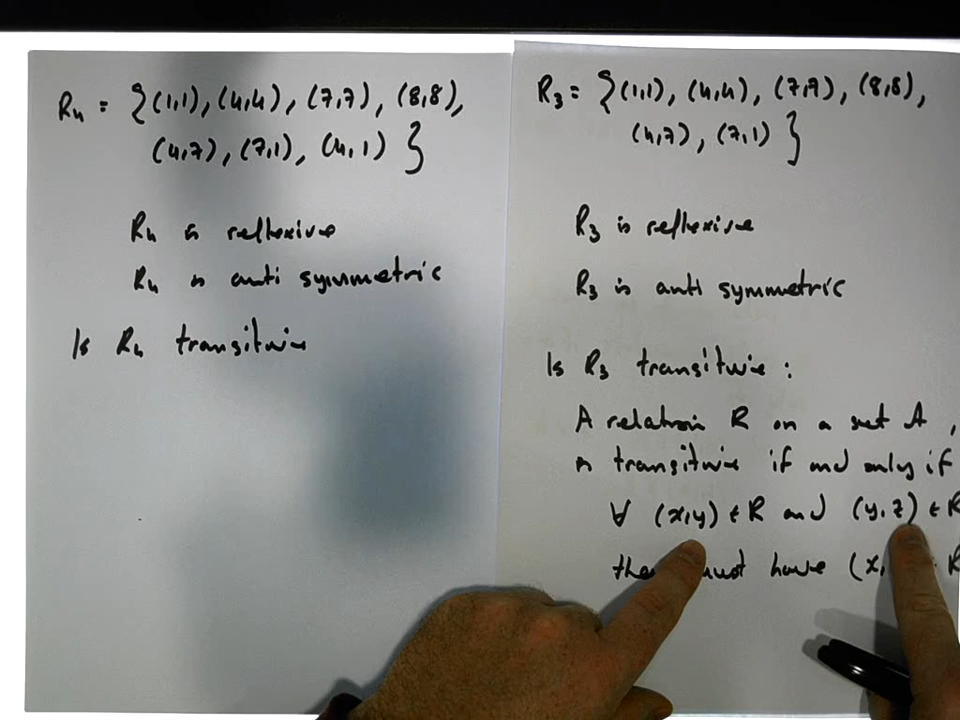 R₄ = {(1,1), (4,4), (7,7), (8,8),
(4,7), (7,1), (4,1)}
R₄ is reflexive
R₄ is anti symmetric
Is R₄ transitive
R₃ = {(1,1), (4,4), (7,7), (8,8),
(4,7), (7,1)}
R₃ is reflexive
R₃ is anti symmetric
Is R₃ transitive :
A relation R on a set A,
is transitive if and only if
∀ (x,y) ∈ R and (y,z) ∈ R
must have (x, R